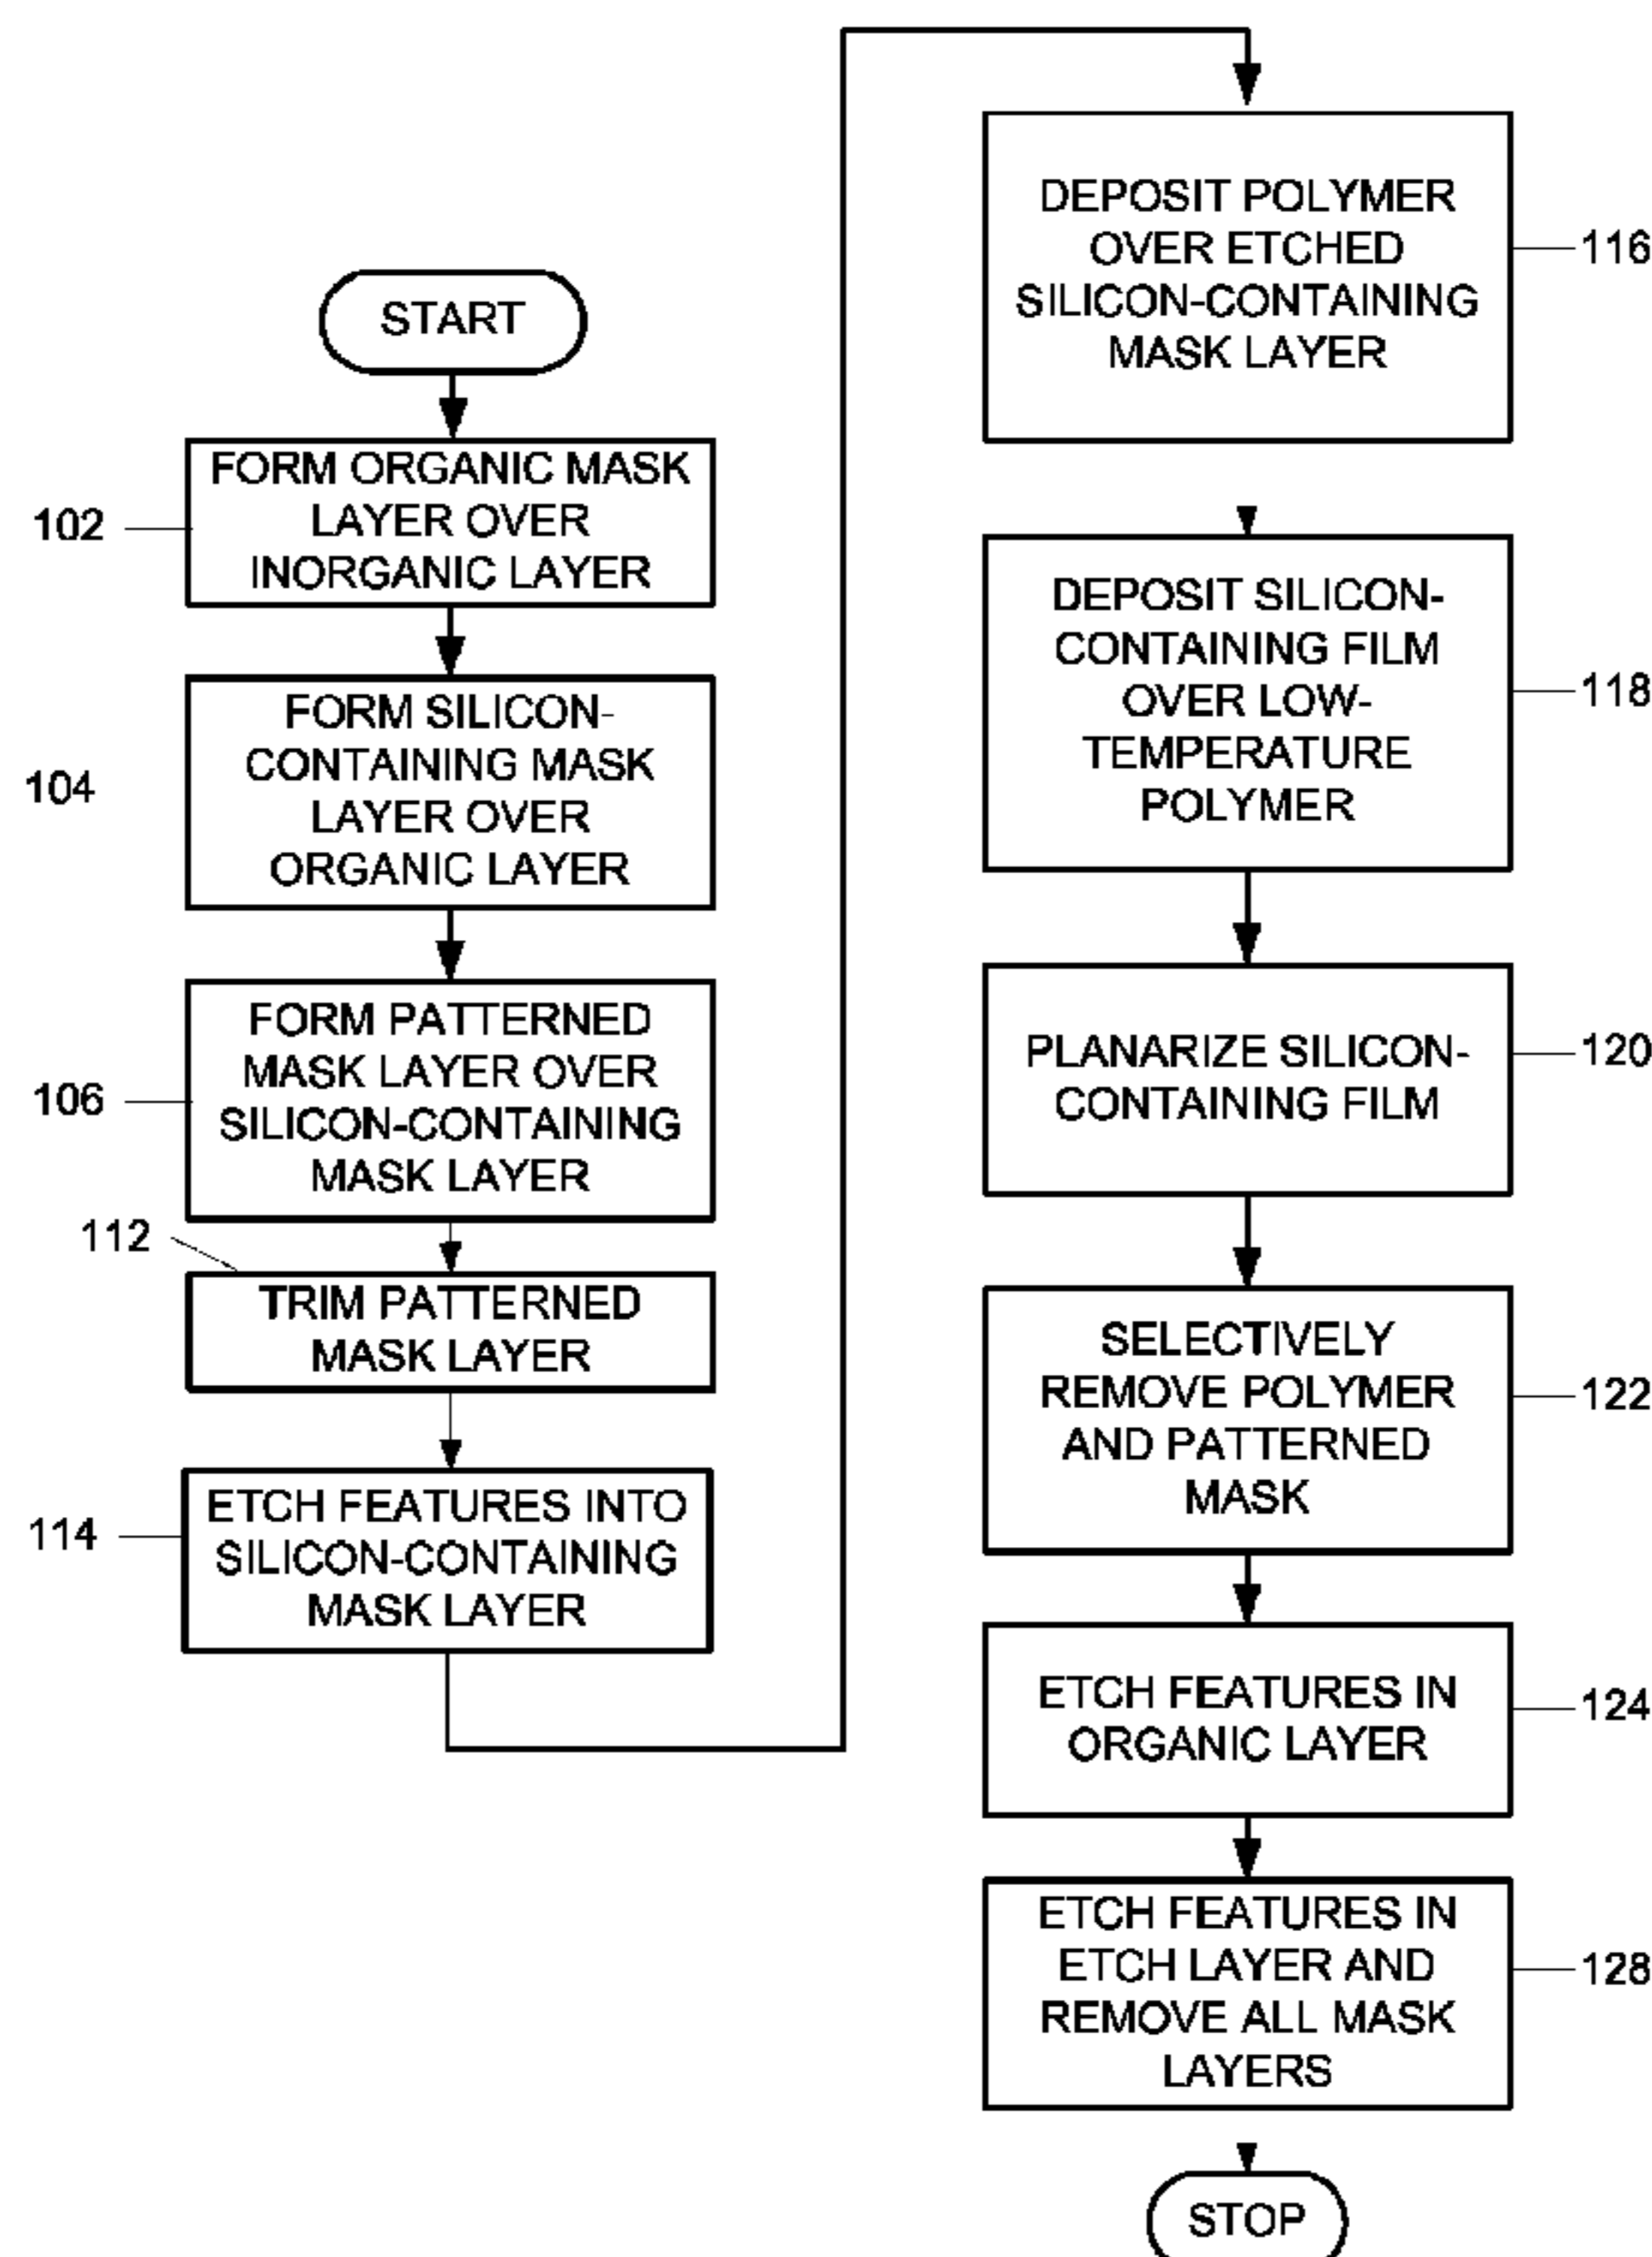 START
102
FORM ORGANIC MASK
LAYER OVER
INORGANIC LAYER
104
FORM SILICON-
CONTAINING MASK
LAYER OVER
ORGANIC LAYER
106
FORM PATTERNED
MASK LAYER OVER
SILICON-CONTAINING
MASK LAYER
112
TRIM PATTERNED
MASK LAYER
114
ETCH FEATURES INTO
SILICON-CONTAINING
MASK LAYER
DEPOSIT POLYMER
OVER ETCHED
SILICON-CONTAINING
MASK LAYER
116
DEPOSIT SILICON-
CONTAINING FILM
OVER LOW-
TEMPERATURE
POLYMER
118
PLANARIZE SILICON-
CONTAINING FILM
120
SELECTIVELY
REMOVE POLYMER
AND PATTERNED
MASK
122
ETCH FEATURES IN
ORGANIC LAYER
124
ETCH FEATURES IN
ETCH LAYER AND
REMOVE ALL MASK
LAYERS
128
STOP